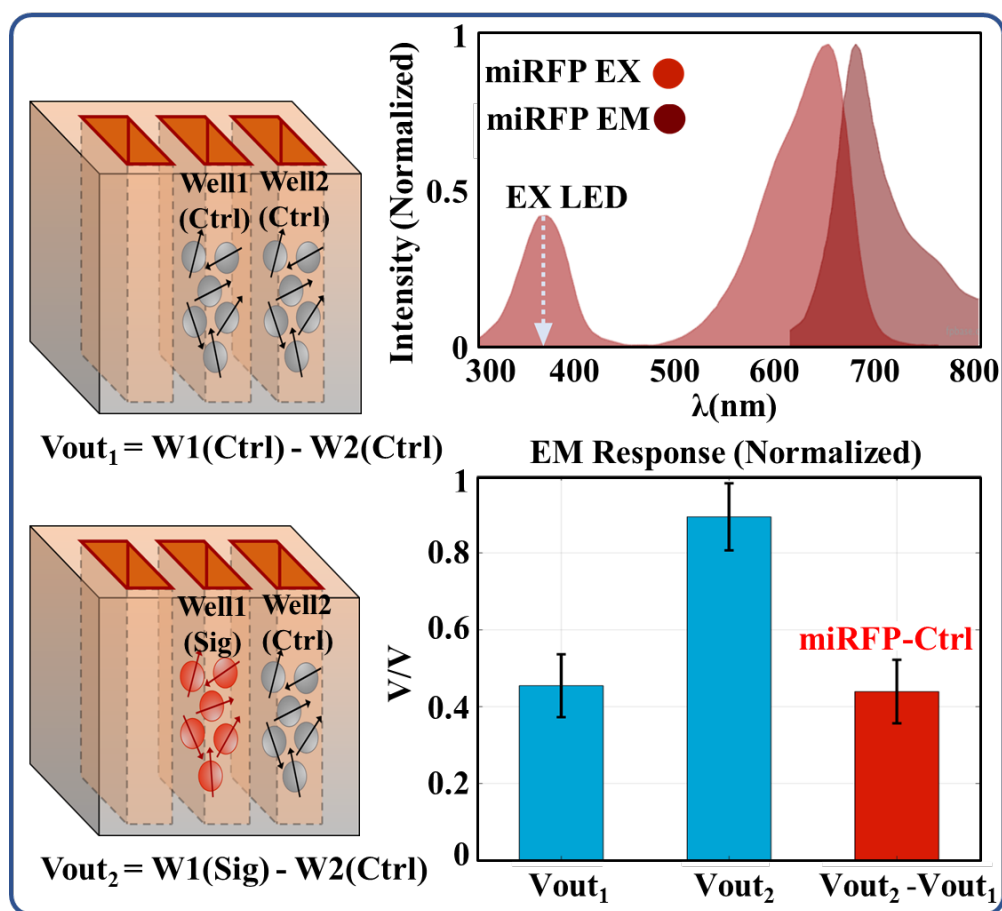 Well1 Well2
(Ctrl) (Ctrl)
Vout₁ = W1(Ctrl) - W2(Ctrl)
1
0.5
0
Intensity (Normalized)
miRFP EX
miRFP EM
EX LED
300 400 500 600 700 800
λ(nm)
Well1 Well2
(Sig) (Ctrl)
Vout₂ = W1(Sig) - W2(Ctrl)
EM Response (Normalized)
1
0.8
0.6
0.4
0.2
0
V/V
miRFP-Ctrl
Vout₁ Vout₂ Vout₂ -Vout₁